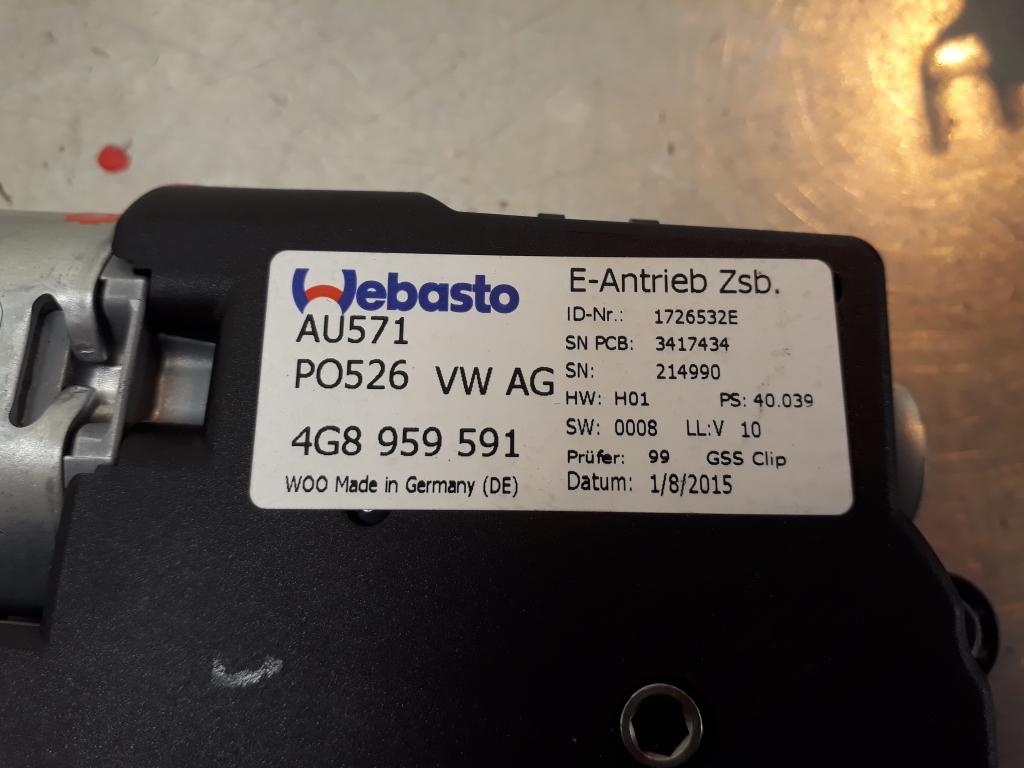 Webasto
AU571
PO526 VW AG
4G8 959 591
WOO Made in Germany (DE)
E-Antrieb Zsb.
ID-Nr.: 1726532E
SN PCB: 3417434
SN: 214990
HW: H01 PS: 40.039
SW: 0008 LL:V 10
Prüfer: 99 GSS Clip
Datum: 1/8/2015